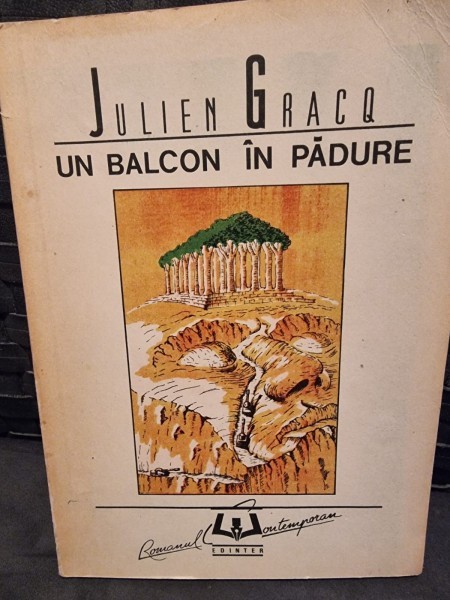 JULIEN GRACQ
UN BALCON ÎN PĂDURE
Romanul Contemporan
EDINTER